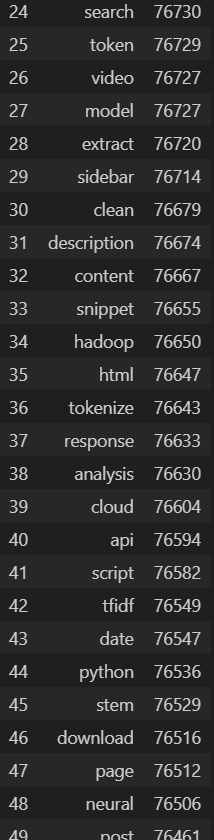 24 search 76730
25 token 76729
26 video 76727
27 model 76727
28 extract 76720
29 sidebar 76714
30 clean 76679
31 description 76674
32 content 76667
33 snippet 76655
34 hadoop 76650
35 html 76647
36 tokenize 76643
37 response 76633
38 analysis 76630
39 cloud 76604
40 api 76594
41 script 76582
42 tfidf 76549
43 date 76547
44 python 76536
45 stem 76529
46 download 76516
47 page 76512
48 neural 76506
49 post 76461